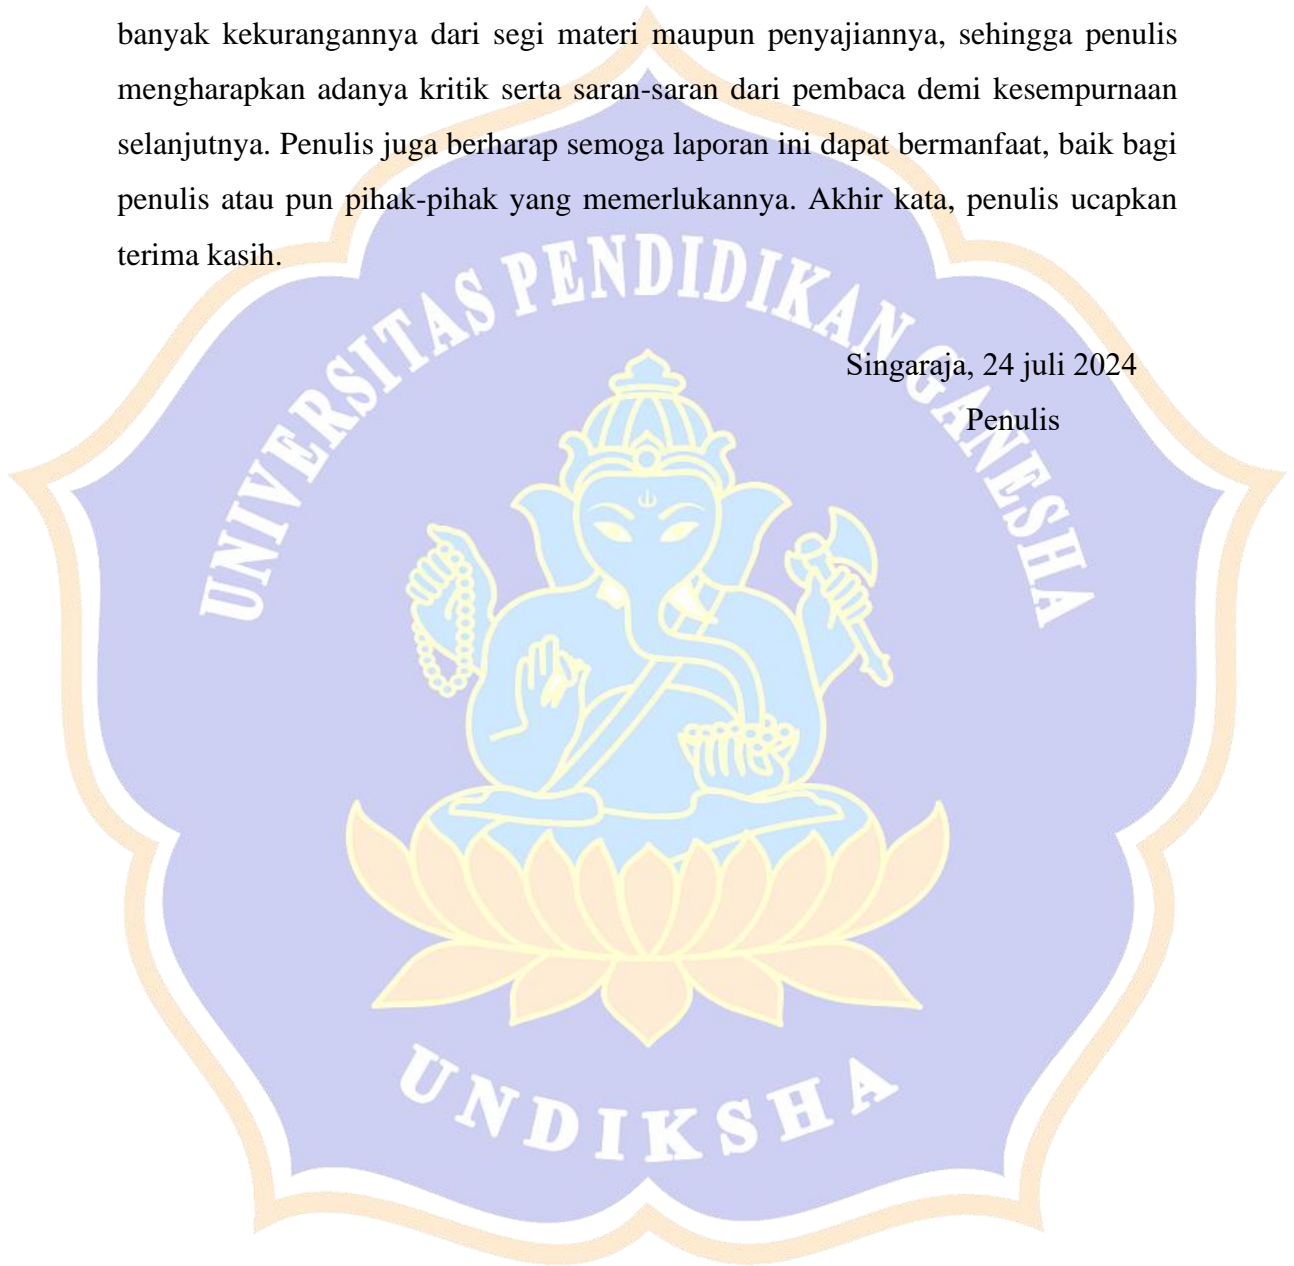 banyak kekurangannya dari segi materi maupun penyajiannya, sehingga penulis
mengharapkan adanya kritik serta saran-saran dari pembaca demi kesempurnaan
selanjutnya. Penulis juga berharap semoga laporan ini dapat bermanfaat, baik bagi
penulis atau pun pihak-pihak yang memerlukannya. Akhir kata, penulis ucapkan
terima kasih.
UNIVERSITAS PENDIDIKAN GANESHA
Singaraja, 24 juli 2024
Penulis
UNDIKSHA